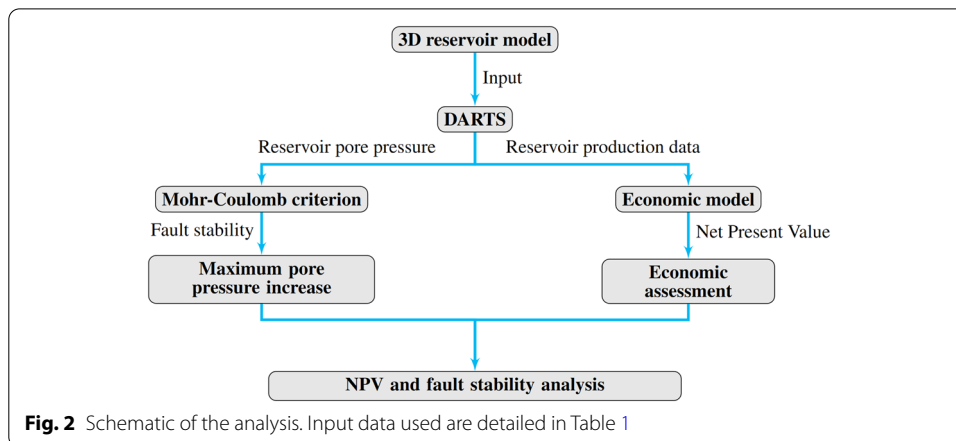 3D reservoir model
Input
DARTS
Reservoir pore pressure
Reservoir production data
Mohr-Coulomb criterion
Economic model
Fault stability
Net Present Value
Maximum pore
pressure increase
Economic
assessment
NPV and fault stability analysis
Fig. 2 Schematic of the analysis. Input data used are detailed in Table 1